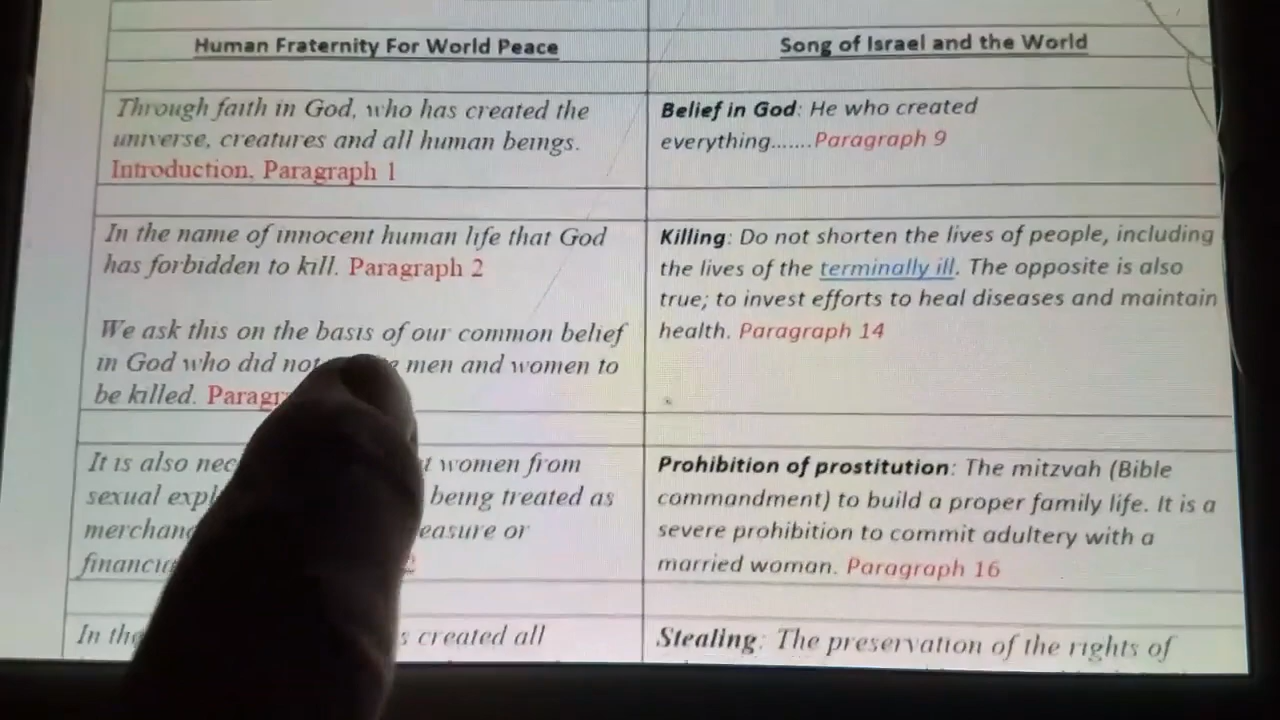 Human Fraternity For World Peace
Through faith in God, who has created the
universe, creatures and all human beings.
Introduction, Paragraph 1
In the name of innocent human life that God
has forbidden to kill. Paragraph 2
We ask this on the basis of our common belief
in God who did not men and women to
be killed.
It is also women from
being treated as
or
In created all
Song of Israel and the World
Belief in God: He who created
everything.......Paragraph 9
Killing: Do not shorten the lives of people, including
the lives of the terminally ill. The opposite is also
true; to invest efforts to heal diseases and maintain
health. Paragraph 14
Prohibition of prostitution: The mitzvah (Bible
commandment) to build a proper family life. It is a
severe prohibition to commit adultery with a
married woman. Paragraph 16
Stealing: The preservation of the rights of